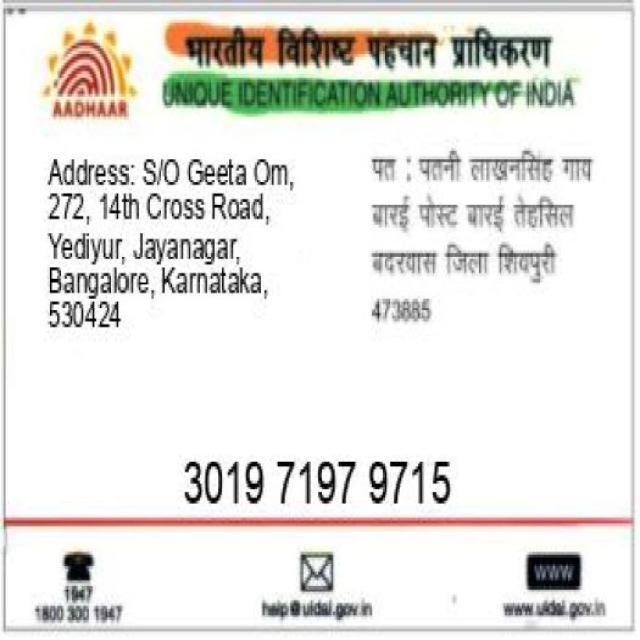 भारतीय विशिष्ट पहचान प्राधिकरण
AADHAAR
UNIQUE IDENTIFICATION AUTHORITY OF INDIA
Address: S/O Geeta Om,
272, 14th Cross Road,
Yediyur, Jayanagar,
Bangalore, Karnataka,
530424
पत : पतनी लाखनसिंह गाव
बारई पोस्ट बारई तेहसिल
बदरवास जिला शिवपुरी
473885
3019 7197 9715
1947
1800 300 1947
help@uidai.gov.in
WWW
www.uidai.gov.in